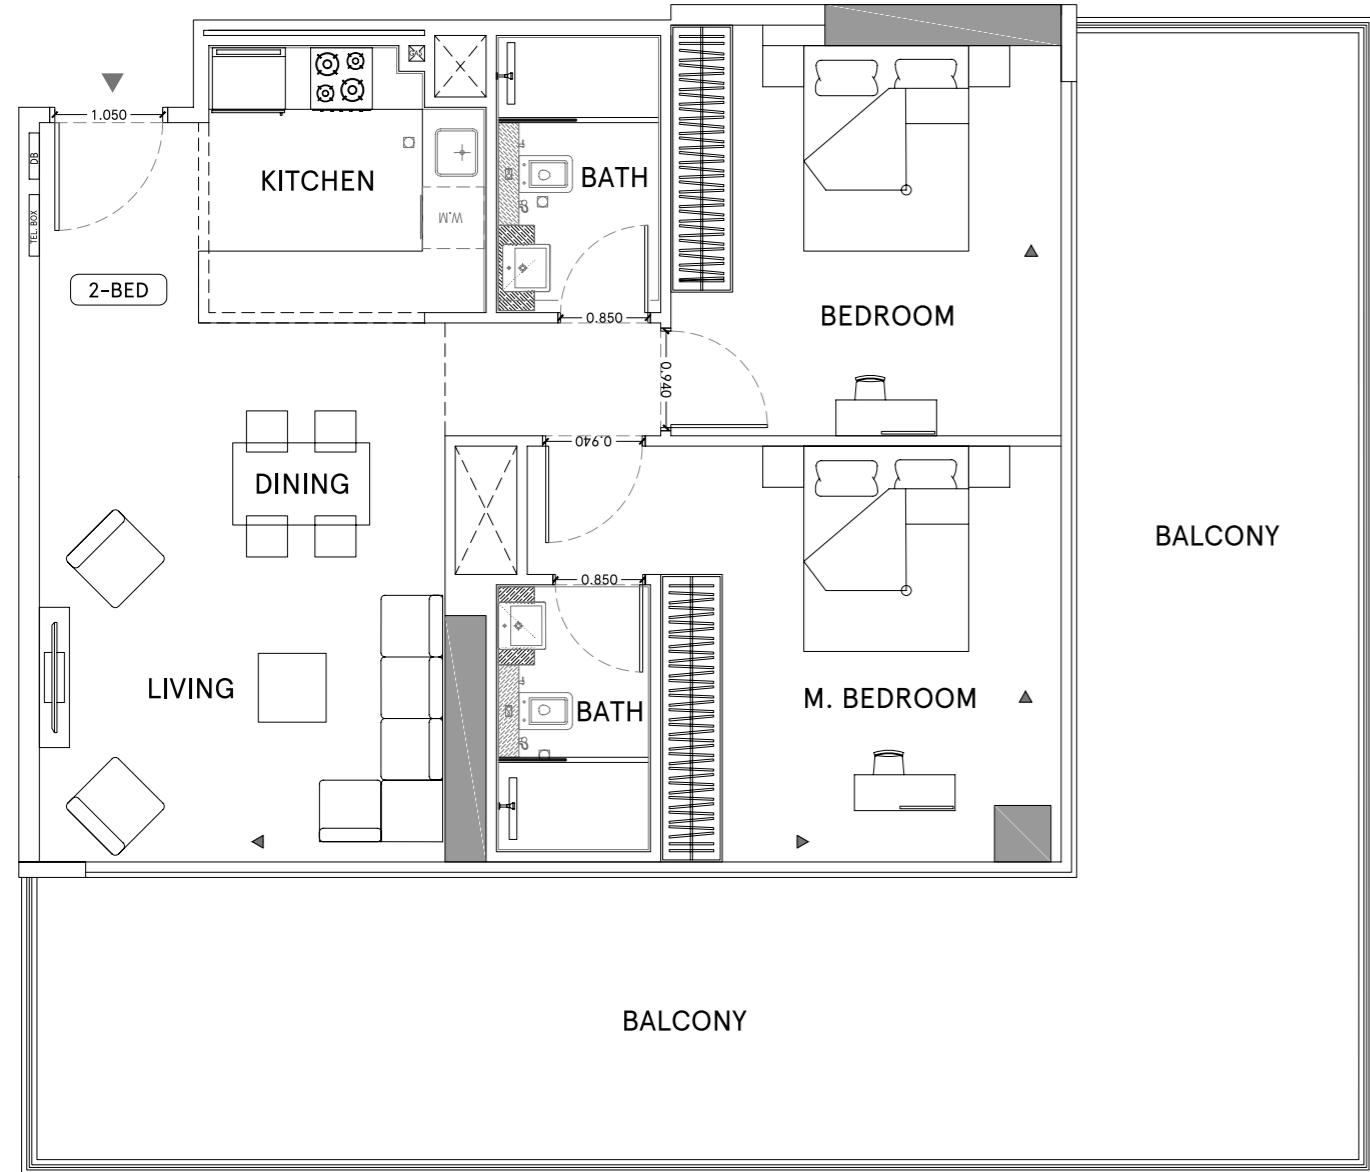 1.050
DB
TEL. BOX
GAS
KITCHEN
W.M
BATH
2-BED
0.850
BEDROOM
0.940
0.940
DINING
BALCONY
0.850
LIVING
BATH
M. BEDROOM
BALCONY